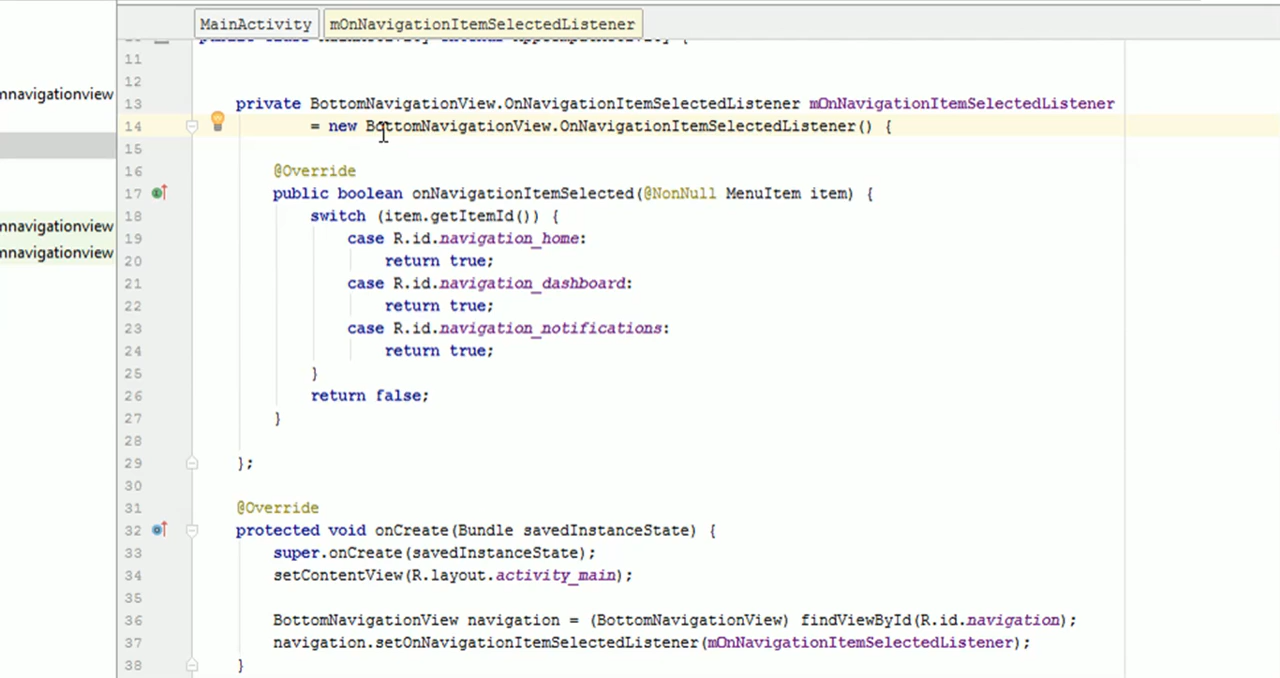 MainActivity mOnNavigationItemSelectedListener
11
12
mnavigationview
13 private BottomNavigationView.OnNavigationItemSelectedListener mOnNavigationItemSelectedListener
14 = new BottomNavigationView.OnNavigationItemSelectedListener() {
15
16 @Override
17 public boolean onNavigationItemSelected(@NonNull MenuItem item) {
18 switch (item.getItemId()) {
mnavigationview
19 case R.id.navigation_home:
mnavigationview
20 return true;
21 case R.id.navigation_dashboard:
22 return true;
23 case R.id.navigation_notifications:
24 return true;
25 }
26 return false;
27 }
28
29 };
30
31 @Override
32 protected void onCreate(Bundle savedInstanceState) {
33 super.onCreate(savedInstanceState);
34 setContentView(R.layout.activity_main);
35
36 BottomNavigationView navigation = (BottomNavigationView) findViewById(R.id.navigation);
37 navigation.setOnNavigationItemSelectedListener(mOnNavigationItemSelectedListener);
38 }